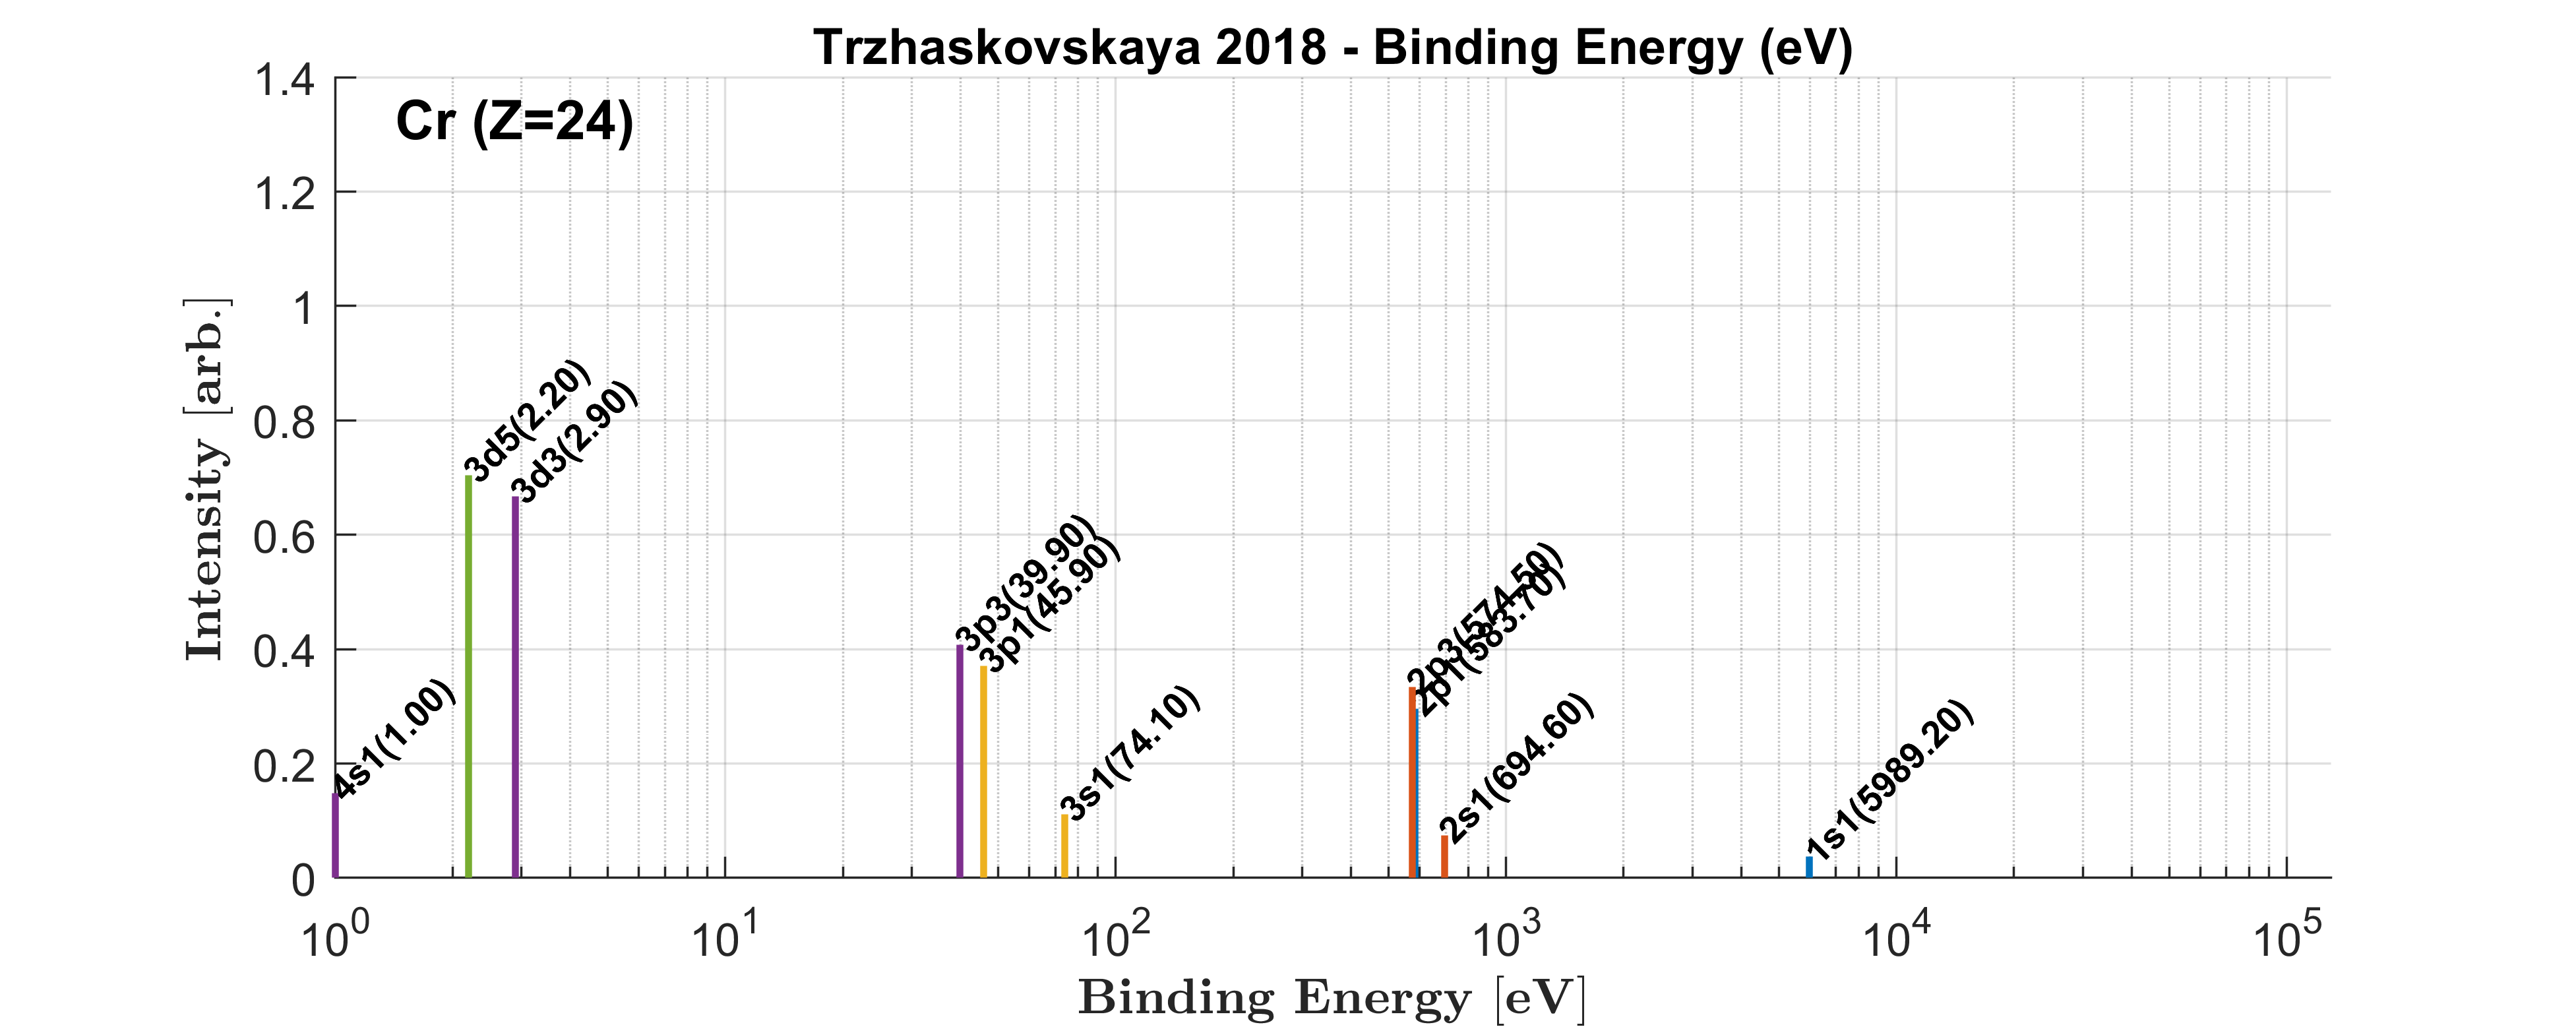 Trzhaskovskaya 2018 - Binding Energy (eV)
Cr (Z=24)
1.4
1.2
1
0.8
0.6
0.4
0.2
0
Intensity [arb.]
4s1(1.00)
3d5(2.20)
3d3(2.90)
3p3(39.90)
3p1(45.90)
3s1(74.10)
2p3(574.50)
2p1(583.70)
2s1(694.60)
1s1(5989.20)
10^0 10^1 10^2 10^3 10^4 10^5
Binding Energy [eV]